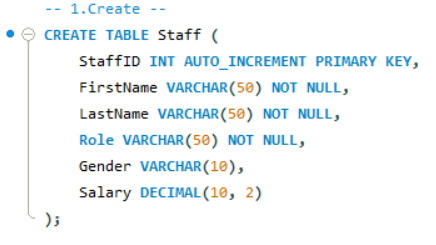 -- 1.Create --
CREATE TABLE Staff (
StaffID INT AUTO_INCREMENT PRIMARY KEY,
FirstName VARCHAR(50) NOT NULL,
LastName VARCHAR(50) NOT NULL,
Role VARCHAR(50) NOT NULL,
Gender VARCHAR(10),
Salary DECIMAL(10, 2)
);